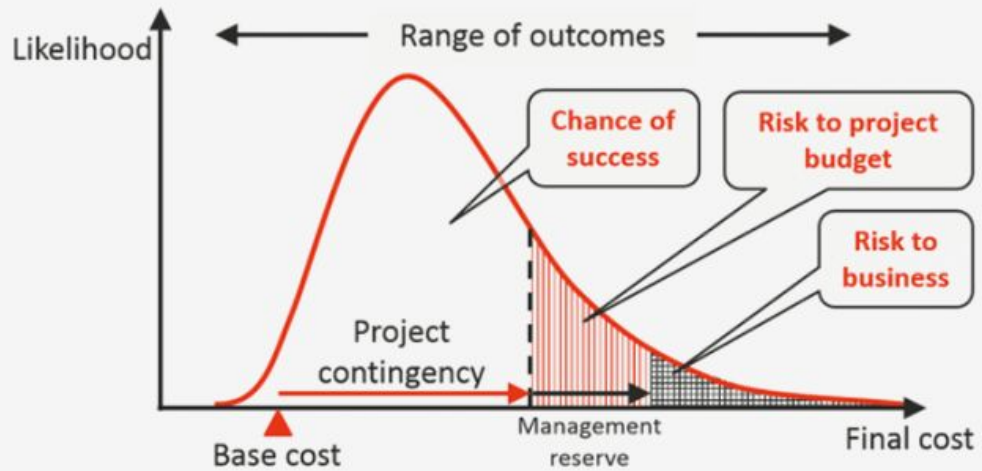 Likelihood
Range of outcomes
Chance of
success
Risk to project
budget
Risk to
business
Project
contingency
Management
reserve
Base cost
Final cost